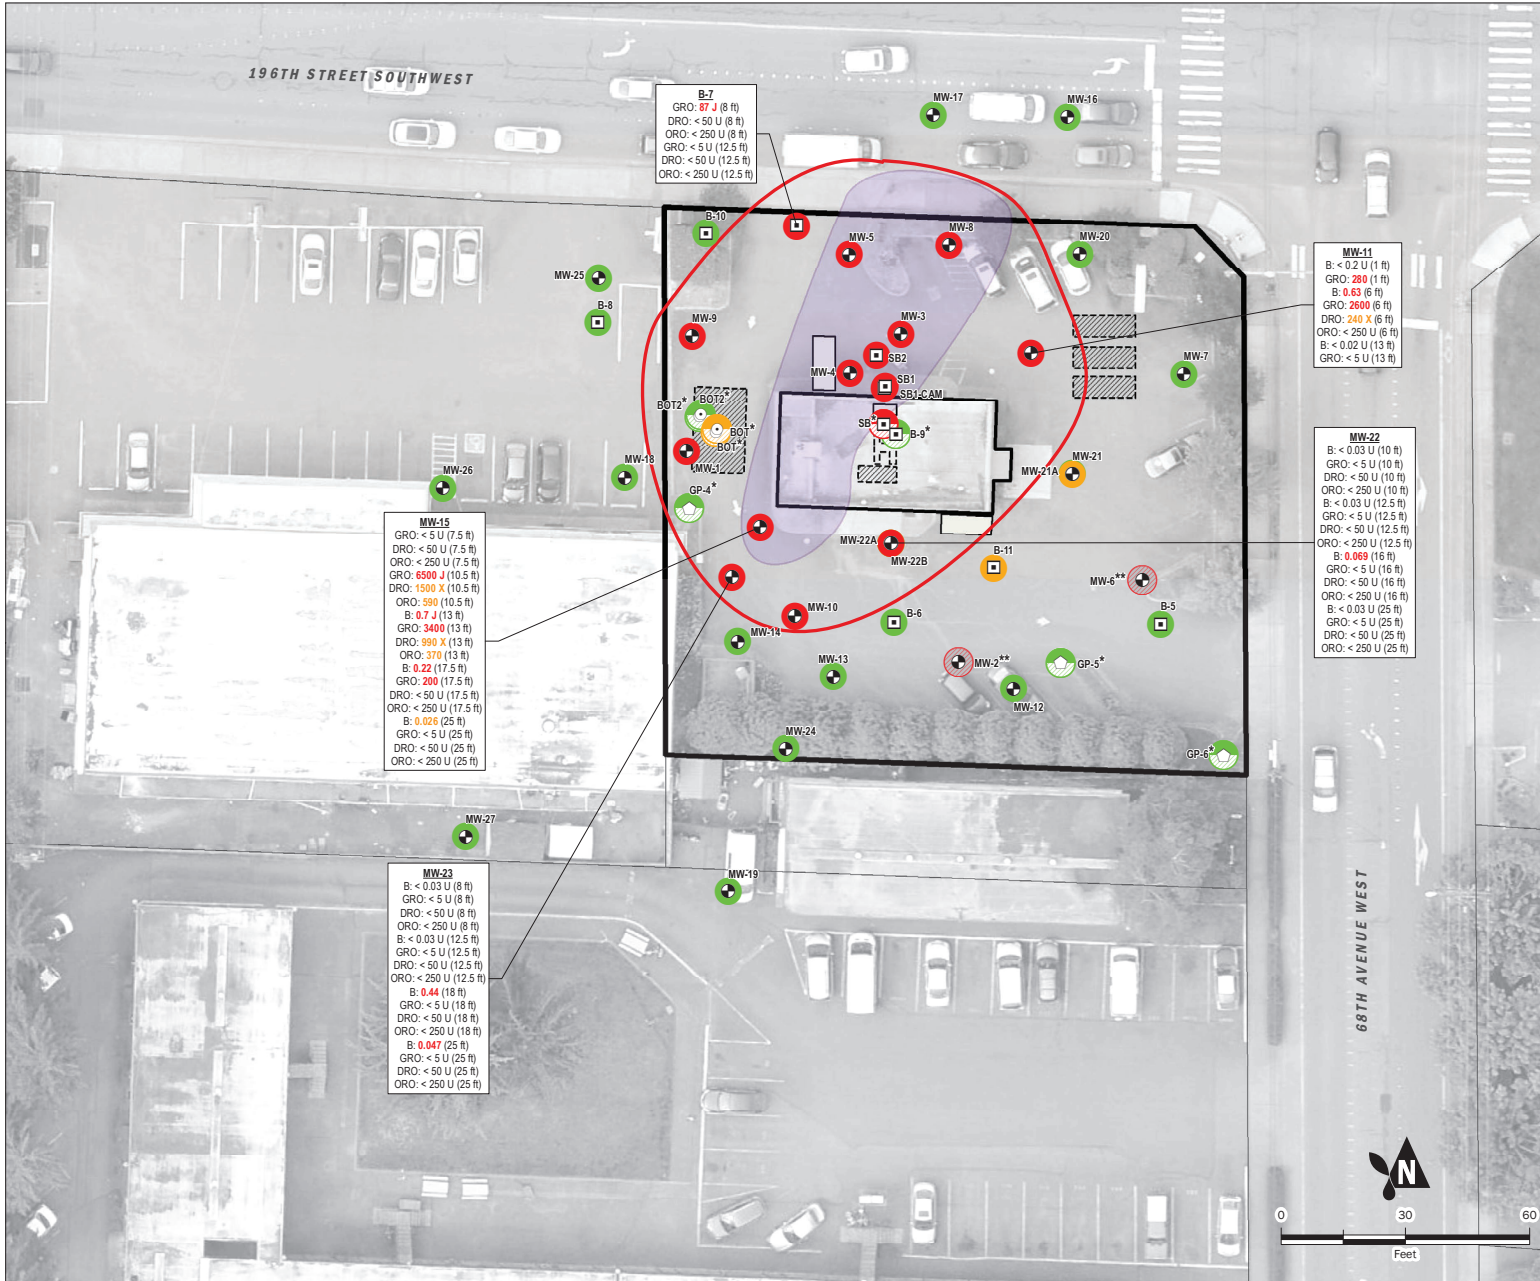 196TH STREET SOUTHWEST
B-7
GRO: 87 J (8 ft)
DRO: < 50 U (8 ft)
ORO: < 250 U (8 ft)
GRO: < 5 U (12.5 ft)
DRO: < 50 U (12.5 ft)
ORO: < 250 U (12.5 ft)
MW-17
MW-16
B-10
MW-5
MW-8
MW-20
MW-25
B-8
MW-9
MW-3
SB2
MW-4
SB1
SB1-CAM
MW-7
MW-11
B: < 0.2 U (1 ft)
GRO: 280 (1 ft)
B: 0.63 (6 ft)
GRO: 2600 (6 ft)
DRO: 240 X (6 ft)
ORO: < 250 U (6 ft)
B: < 0.02 U (13 ft)
GRO: < 5 U (13 ft)
BOT2*
BOT2*
BOT*
BOT*
SB*
B-9*
MW-1
MW-18
MW-26
GP-4*
MW-21A
MW-21
MW-22A
MW-22B
B-11
MW-6**
B-5
MW-22
B: < 0.03 U (10 ft)
GRO: < 5 U (10 ft)
DRO: < 50 U (10 ft)
ORO: < 250 U (10 ft)
B: < 0.03 U (12.5 ft)
GRO: < 5 U (12.5 ft)
DRO: < 50 U (12.5 ft)
ORO: < 250 U (12.5 ft)
B: 0.069 (16 ft)
GRO: < 5 U (16 ft)
DRO: < 50 U (16 ft)
ORO: < 250 U (16 ft)
B: < 0.03 U (25 ft)
GRO: < 5 U (25 ft)
DRO: < 50 U (25 ft)
ORO: < 250 U (25 ft)
MW-15
GRO: < 5 U (7.5 ft)
DRO: < 50 U (7.5 ft)
ORO: < 250 U (7.5 ft)
GRO: 6500 J (10.5 ft)
DRO: 1500 X (10.5 ft)
ORO: 590 (10.5 ft)
B: 0.7 J (13 ft)
GRO: 3400 (13 ft)
DRO: 990 X (13 ft)
ORO: 370 (13 ft)
B: 0.22 (17.5 ft)
GRO: 200 (17.5 ft)
DRO: < 50 U (17.5 ft)
ORO: < 250 U (17.5 ft)
B: 0.026 (25 ft)
GRO: < 5 U (25 ft)
DRO: < 50 U (25 ft)
ORO: < 250 U (25 ft)
MW-10
B-6
MW-14
MW-13
MW-2**
GP-5*
MW-12
MW-24
GP-6*
MW-27
MW-19
MW-23
B: < 0.03 U (8 ft)
GRO: < 5 U (8 ft)
DRO: < 50 U (8 ft)
ORO: < 250 U (8 ft)
B: < 0.03 U (12.5 ft)
GRO: < 5 U (12.5 ft)
DRO: < 50 U (12.5 ft)
ORO: < 250 U (12.5 ft)
B: 0.44 (18 ft)
GRO: < 5 U (18 ft)
DRO: < 50 U (18 ft)
ORO: < 250 U (18 ft)
B: 0.047 (25 ft)
GRO: < 5 U (25 ft)
DRO: < 50 U (25 ft)
ORO: < 250 U (25 ft)
68TH AVENUE WEST
N
0 30 60
Feet